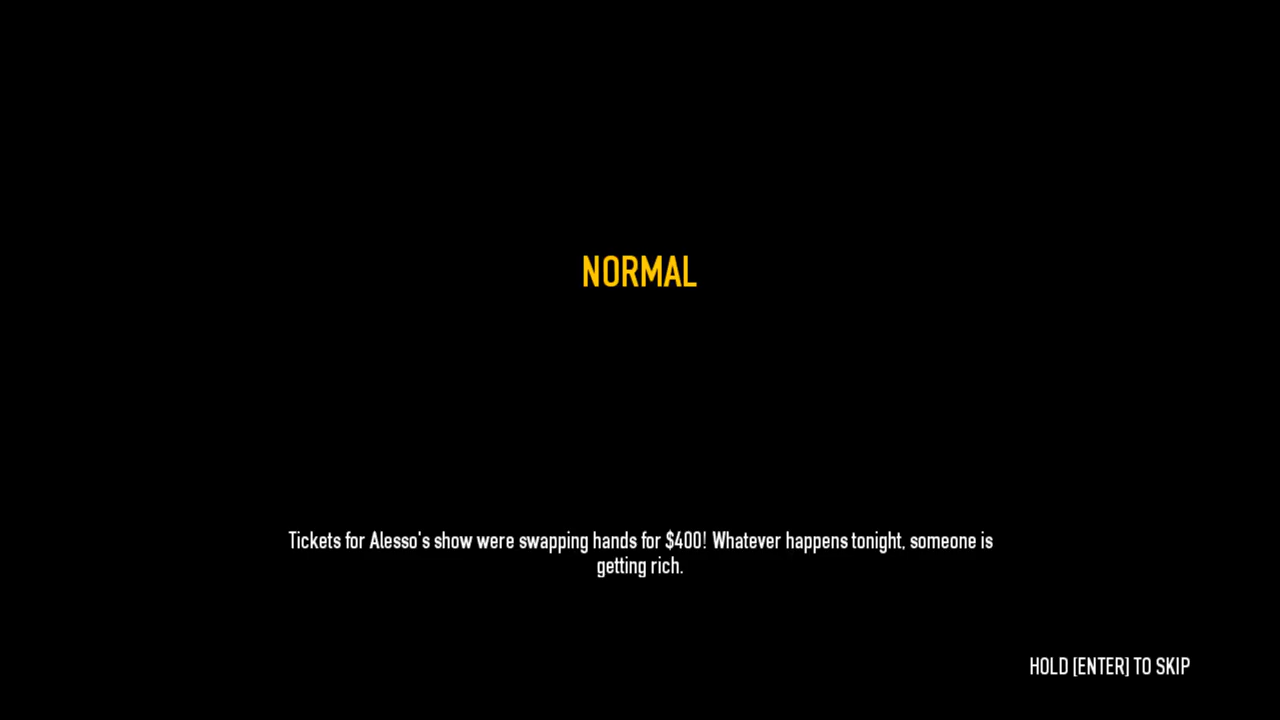 NORMAL
Tickets for Alesso's show were swapping hands for $400! Whatever happens tonight, someone is
getting rich.
HOLD [ENTER] TO SKIP